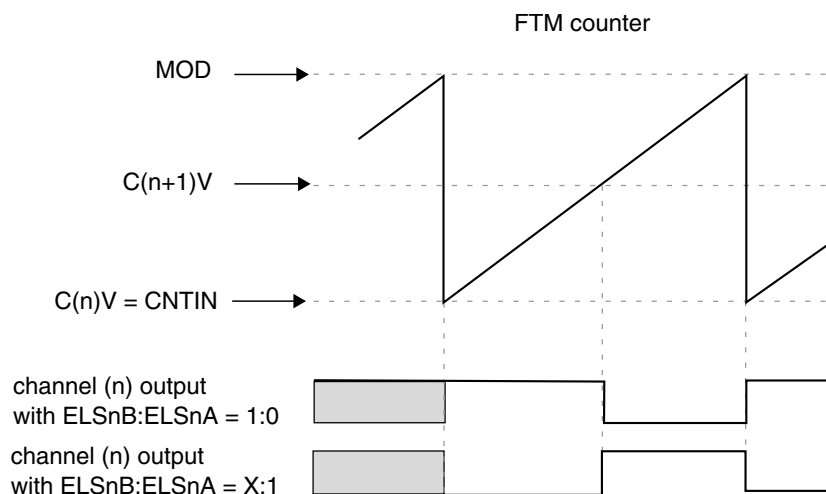 FTM counter
MOD
C(n+1)V
C(n)V = CNTIN
channel (n) output
with ELSnB:ELSnA = 1:0
channel (n) output
with ELSnB:ELSnA = X:1